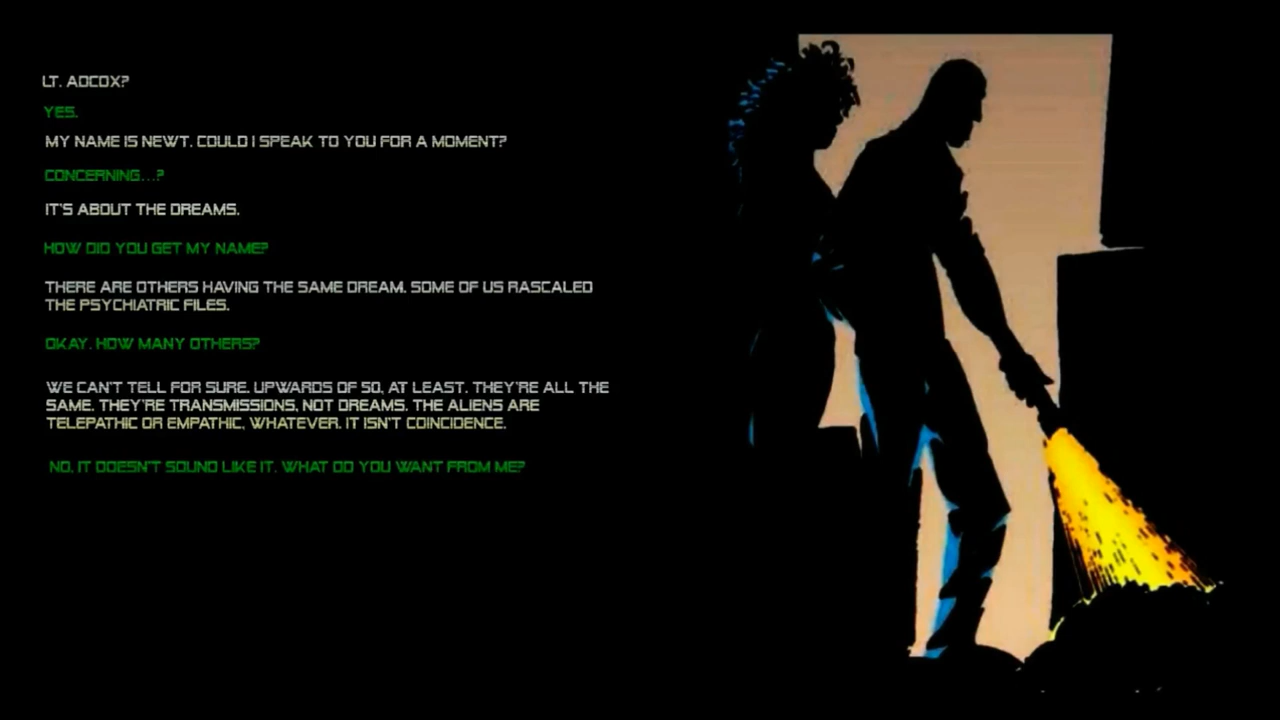 LT. ADCOX?
YES.
MY NAME IS NEWT. COULD I SPEAK TO YOU FOR A MOMENT?
CONCERNING...?
IT'S ABOUT THE DREAMS.
HOW DID YOU GET MY NAME?
THERE ARE OTHERS HAVING THE SAME DREAM. SOME OF US RASCALED
THE PSYCHIATRIC FILES.
OKAY. HOW MANY OTHERS?
WE CAN'T TELL FOR SURE. UPWARDS OF 50, AT LEAST. THEY'RE ALL THE
SAME. THEY'RE TRANSMISSIONS, NOT DREAMS. THE ALIENS ARE
TELEPATHIC OR EMPATHIC, WHATEVER. IT ISN'T COINCIDENCE.
NO, IT DOESN'T SOUND LIKE IT. WHAT DO YOU WANT FROM ME?